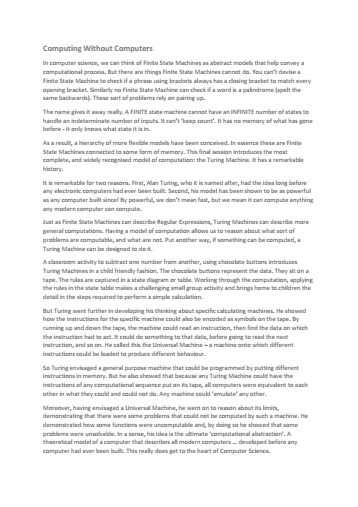 Computing Without Computers
In computer science, we can think of Finite State Machines as abstract models that help convey a
computational process. But there are things Finite State Machines cannot do. You can't devise a
Finite State Machine to check if a phrase using brackets always has a closing bracket to match every
opening bracket. Similarly no Finite State Machine can check if a word is a palindrome (spelt the
same backwards). These sort of problems rely on pairing up.
The name gives it away really. A FINITE state machine cannot have an INFINITE number of states to
handle an indeterminate number of inputs. It can't 'keep count'. It has no memory of what has gone
before - it only knows what state it is in.
As a result, a hierarchy of more flexible models have been conceived. In essence these are Finite
State Machines connected to some form of memory. This final session introduces the most
complete, and widely recognised model of computation: the Turing Machine. It has a remarkable
history.
It is remarkable for two reasons. First, Alan Turing, who it is named after, had the idea long before
any electronic computers had ever been built. Second, his model has been shown to be as powerful
as any computer built since! By powerful, we don't mean fast, but we mean it can compute anything
any modern computer can compute.
Just as Finite State Machines can describe Regular Expressions, Turing Machines can describe more
general computations. Having a model of computation allows us to reason about what sort of
problems are computable, and what are not. Put another way, if something can be computed, a
Turing Machine can be designed to do it.
A classroom activity to subtract one number from another, using chocolate buttons introduces
Turing Machines in a child friendly fashion. The chocolate buttons represent the data. They sit on a
tape. The rules are captured in a state diagram or table. Working through the computation, applying
the rules in the state table makes a challenging small group activity and brings home to children the
detail in the steps required to perform a simple calculation.
But Turing went further in developing his thinking about specific calculating machines. He showed
how the instructions for the specific machine could also be encoded as symbols on the tape. By
running up and down the tape, the machine could read an instruction, then find the data on which
the instruction had to act. It could do something to that data, before going to read the next
instruction, and so on. He called this the Universal Machine – a machine onto which different
instructions could be loaded to produce different behaviour.
So Turing envisaged a general purpose machine that could be programmed by putting different
instructions in memory. But he also showed that because any Turing Machine could have the
instructions of any computational sequence put on its tape, all computers were equivalent to each
other in what they could and could not do. Any machine could 'emulate' any other.
Moreover, having envisaged a Universal Machine, he went on to reason about its limits,
demonstrating that there were some problems that could not be computed by such a machine. He
demonstrated how some functions were uncomputable and, by doing so he showed that some
problems were unsolvable. In a sense, his idea is the ultimate 'computational abstraction'. A
theoretical model of a computer that describes all modern computers ... developed before any
computer had ever been built. This really does get to the heart of Computer Science.